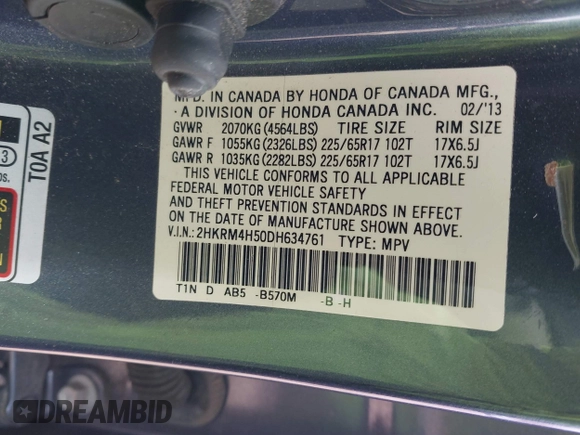 MFD. IN CANADA BY HONDA OF CANADA MFG.,
A DIVISION OF HONDA CANADA INC. 02/'13
GVWR 2070KG (4564LBS) TIRE SIZE RIM SIZE
GAWR F 1055KG (2326LBS) 225/65R17 102T 17X6.5J
GAWR R 1035KG (2282LBS) 225/65R17 102T 17X6.5J
THIS VEHICLE CONFORMS TO ALL APPLICABLE
FEDERAL MOTOR VEHICLE SAFETY
AND THEFT PREVENTION STANDARDS IN EFFECT
ON THE DATE OF MANUFACTURE SHOWN ABOVE.
V.I.N.: 2HKRM4H50DH634761 TYPE: MPV
T1N D AB5 -B570M -B -H
T0A A2
3
DREAMBID